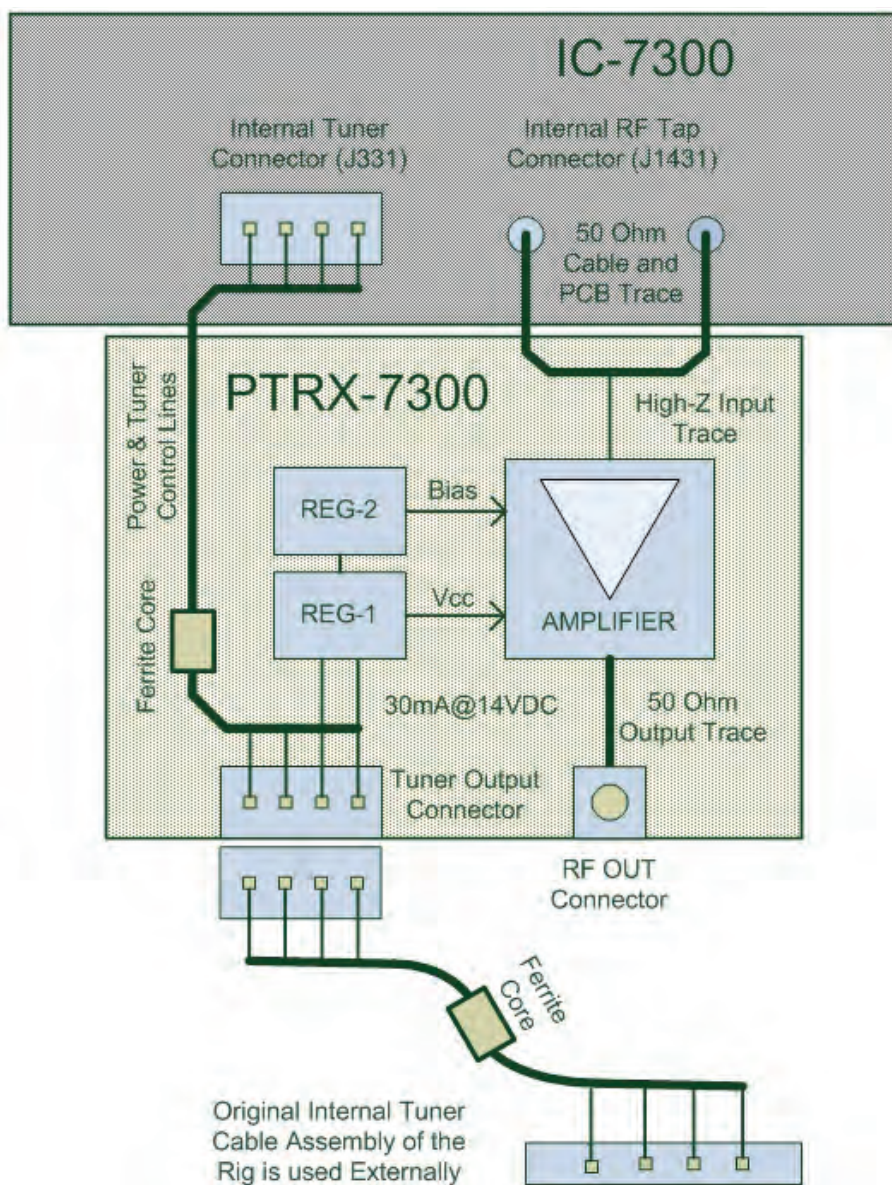 IC-7300
Internal Tuner
Connector (J331)
Internal RF Tap
Connector (J1431)
50 Ohm
Cable and
PCB Trace
PTRX-7300
Power & Tuner
Control Lines
High-Z Input
Trace
REG-2
Bias
REG-1
Vcc
AMPLIFIER
Ferrite Core
30mA@14VDC
50 Ohm
Output Trace
Tuner Output
Connector
RF OUT
Connector
Ferrite
Core
Original Internal Tuner
Cable Assembly of the
Rig is used Externally